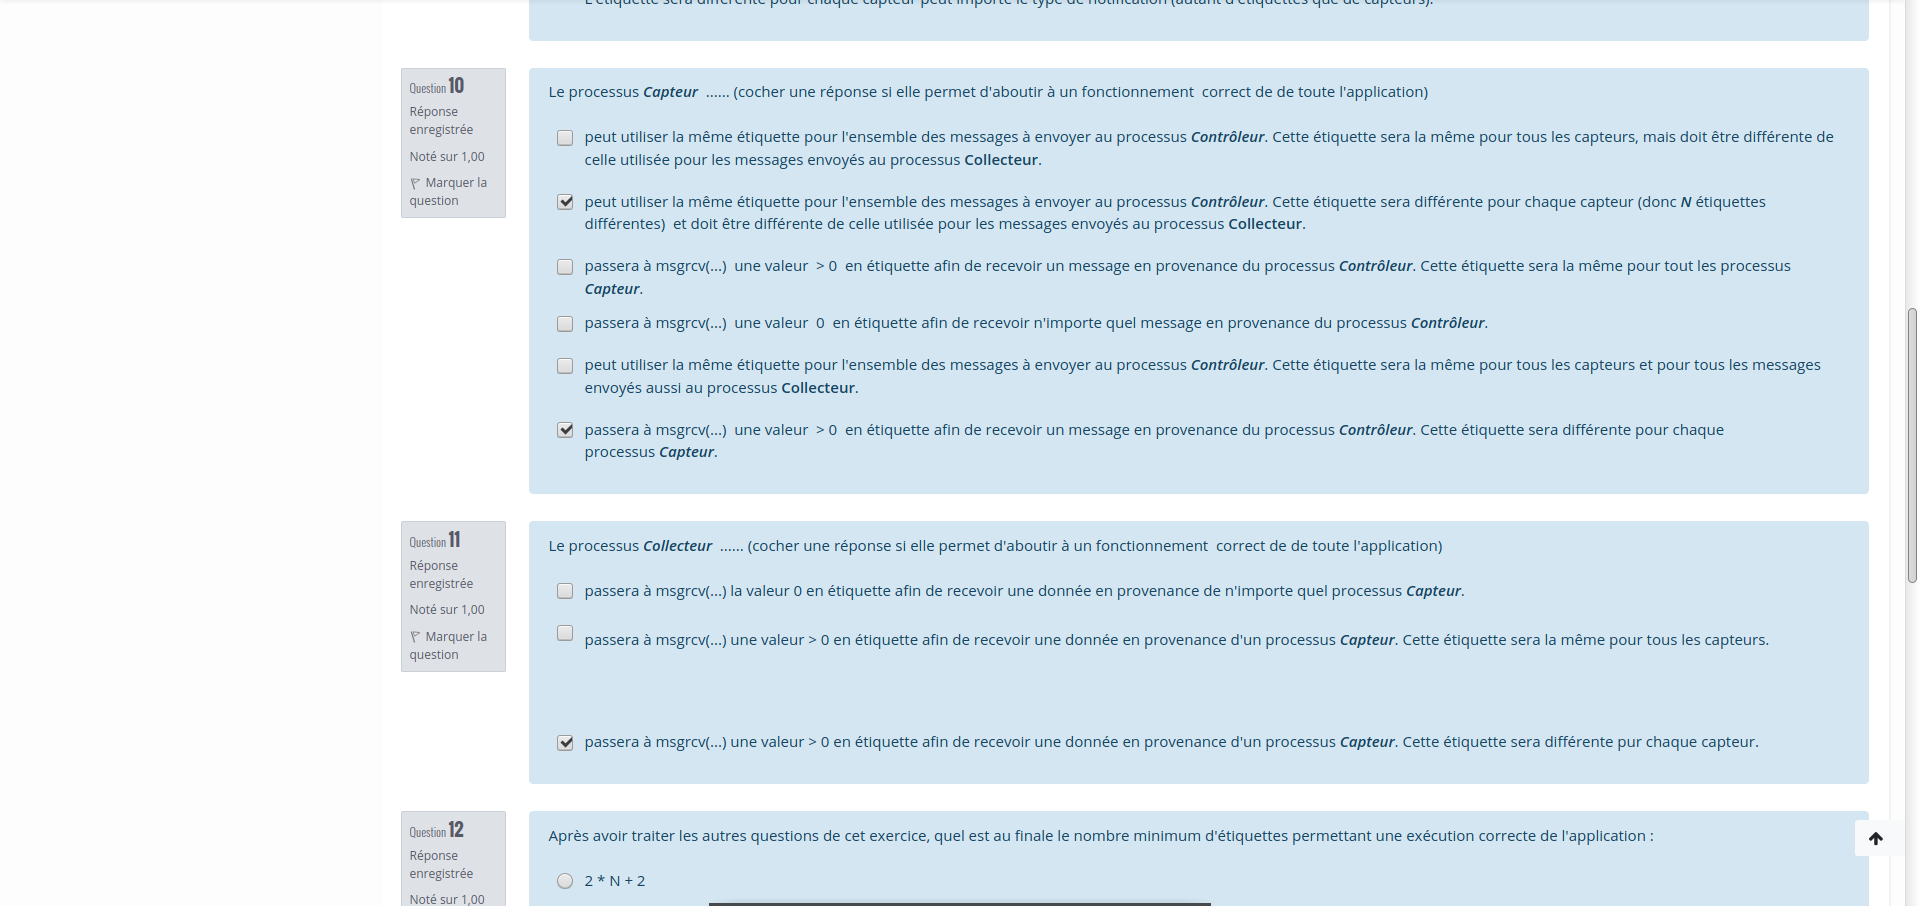 L'étiquette sera différente pour chaque capteur peut importe le type de notification (autant d'étiquettes que de capteurs).
Question 10
Réponse
enregistrée
Noté sur 1,00
Marquer la
question
Le processus Capteur ...... (cocher une réponse si elle permet d'aboutir à un fonctionnement correct de de toute l'application)
peut utiliser la même étiquette pour l'ensemble des messages à envoyer au processus Contrôleur. Cette étiquette sera la même pour tous les capteurs, mais doit être différente de
celle utilisée pour les messages envoyés au processus Collecteur.
peut utiliser la même étiquette pour l'ensemble des messages à envoyer au processus Contrôleur. Cette étiquette sera différente pour chaque capteur (donc N étiquettes
différentes) et doit être différente de celle utilisée pour les messages envoyés au processus Collecteur.
passera à msgrcv(...) une valeur > 0 en étiquette afin de recevoir un message en provenance du processus Contrôleur. Cette étiquette sera la même pour tout les processus
Capteur.
passera à msgrcv(...) une valeur 0 en étiquette afin de recevoir n'importe quel message en provenance du processus Contrôleur.
peut utiliser la même étiquette pour l'ensemble des messages à envoyer au processus Contrôleur. Cette étiquette sera la même pour tous les capteurs et pour tous les messages
envoyés aussi au processus Collecteur.
passera à msgrcv(...) une valeur > 0 en étiquette afin de recevoir un message en provenance du processus Contrôleur. Cette étiquette sera différente pour chaque
processus Capteur.
Question 11
Réponse
enregistrée
Noté sur 1,00
Marquer la
question
Le processus Collecteur ...... (cocher une réponse si elle permet d'aboutir à un fonctionnement correct de de toute l'application)
passera à msgrcv(...) la valeur 0 en étiquette afin de recevoir une donnée en provenance de n'importe quel processus Capteur.
passera à msgrcv(...) une valeur > 0 en étiquette afin de recevoir une donnée en provenance d'un processus Capteur. Cette étiquette sera la même pour tous les capteurs.
passera à msgrcv(...) une valeur > 0 en étiquette afin de recevoir une donnée en provenance d'un processus Capteur. Cette étiquette sera différente pur chaque capteur.
Question 12
Réponse
enregistrée
Noté sur 1,00
Après avoir traiter les autres questions de cet exercice, quel est au finale le nombre minimum d'étiquettes permettant une exécution correcte de l'application :
2 * N + 2